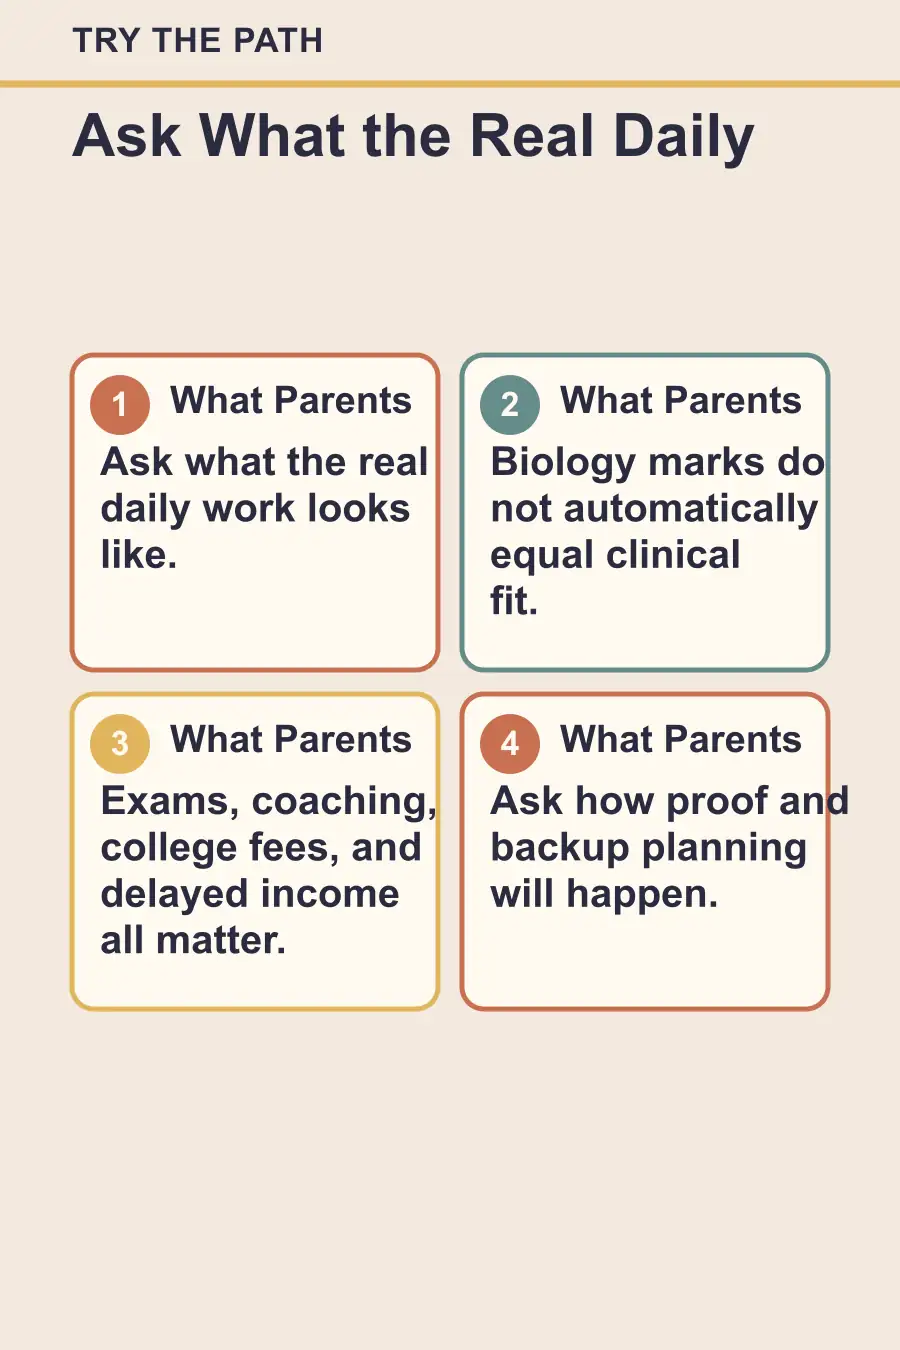 TRY THE PATH
Ask What the Real Daily
1 What Parents
Ask what the real
daily work looks
like.
2 What Parents
Biology marks do
not automatically
equal clinical
fit.
3 What Parents
Exams, coaching,
college fees, and
delayed income
all matter.
4 What Parents
Ask how proof and
backup planning
will happen.